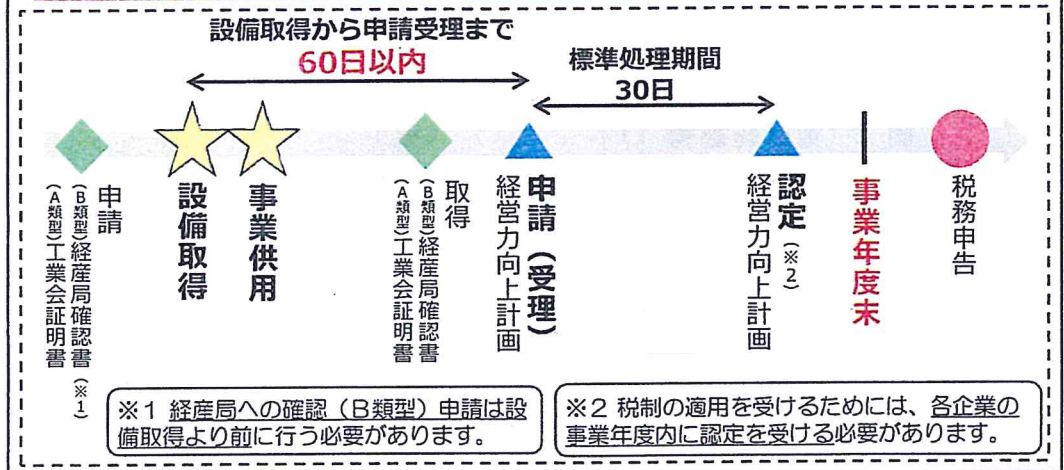 設備取得から申請受理まで
60日以内
標準処理期間
30日
申請
(B類型)経産局確認書(※1)
(A類型)工業会証明書
設備取得
事業供用
取得
(B類型)経産局確認書
(A類型)工業会証明書
申請(受理)
経営力向上計画
認定(※2)
経営力向上計画
事業年度末
税務申告
※1 経産局への確認(B類型)申請は設
備取得より前に行う必要があります。
※2 税制の適用を受けるためには、各企業の
事業年度内に認定を受ける必要があります。